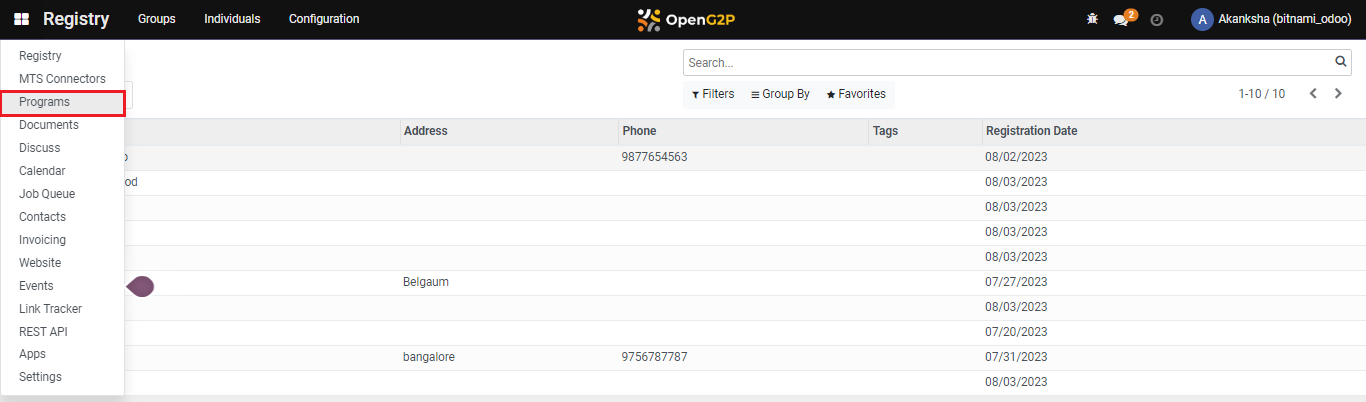 Registry Groups Individuals Configuration OpenG2P 2 A Akanksha (bitnami_odoo)
Registry
MTS Connectors
Programs
Documents
Discuss
Calendar
Job Queue
Contacts
Invoicing
Website
Events
Link Tracker
REST API
Apps
Settings
Search...
Filters Group By Favorites 1-10 / 10
Address Phone Tags Registration Date
9877654563 08/02/2023
od 08/03/2023
08/03/2023
08/03/2023
08/03/2023
Belgaum 07/27/2023
08/03/2023
07/20/2023
bangalore 9756787787 07/31/2023
08/03/2023